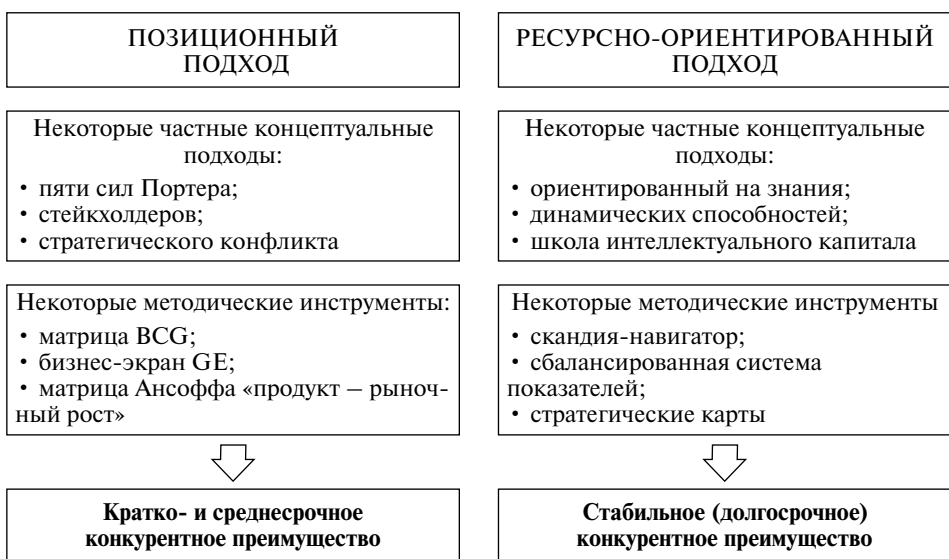 ПОЗИЦИОННЫЙ
ПОДХОД
Некоторые частные концептуальные
подходы:
• пяти сил Портера;
• стейкхолдеров;
• стратегического конфликта
Некоторые методические инструменты:
• матрица BCG;
• бизнес-экран GE;
• матрица Ансоффа «продукт – рыноч-
ный рост»
Кратко- и среднесрочное
конкурентное преимущество
РЕСУРСНО-ОРИЕНТИРОВАННЫЙ
ПОДХОД
Некоторые частные концептуальные
подходы:
• ориентированный на знания;
• динамических способностей;
• школа интеллектуального капитала
Некоторые методические инструменты
• скандия-навигатор;
• сбалансированная система
показателей;
• стратегические карты
Стабильное (долгосрочное)
конкурентное преимущество